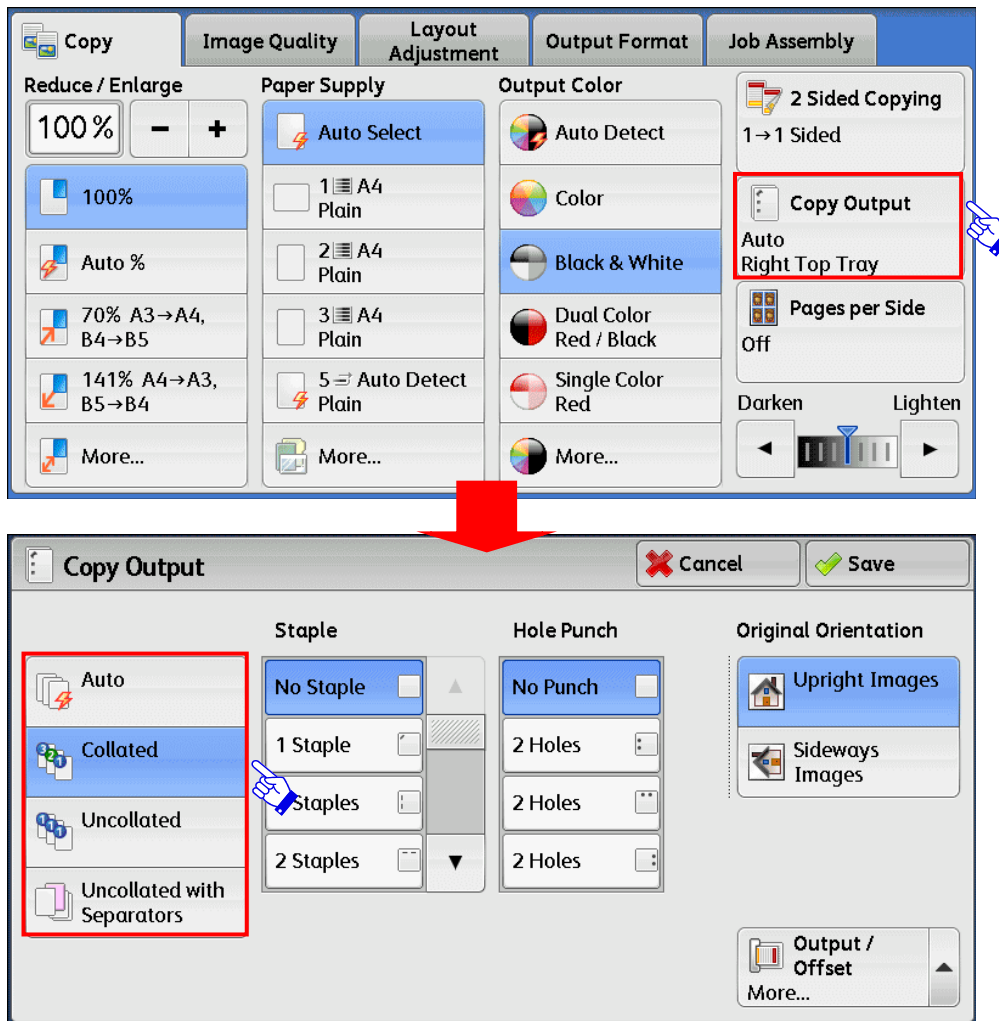 Copy
Image Quality
Layout
Adjustment
Output Format
Job Assembly
Reduce / Enlarge
100%
−
+
100%
Auto %
70% A3→A4,
B4→B5
141% A4→A3,
B5→B4
More...
Paper Supply
Auto Select
1 A4
Plain
2 A4
Plain
3 A4
Plain
5 Auto Detect
Plain
More...
Output Color
Auto Detect
Color
Black & White
Dual Color
Red / Black
Single Color
Red
More...
2 Sided Copying
1→1 Sided
Copy Output
Auto
Right Top Tray
Pages per Side
Off
Darken Lighten
Copy Output
Cancel
Save
Auto
Collated
Uncollated
Uncollated with
Separators
Staple
No Staple
1 Staple
Staples
2 Staples
Hole Punch
No Punch
2 Holes
2 Holes
2 Holes
Original Orientation
Upright Images
Sideways
Images
Output /
Offset
More...